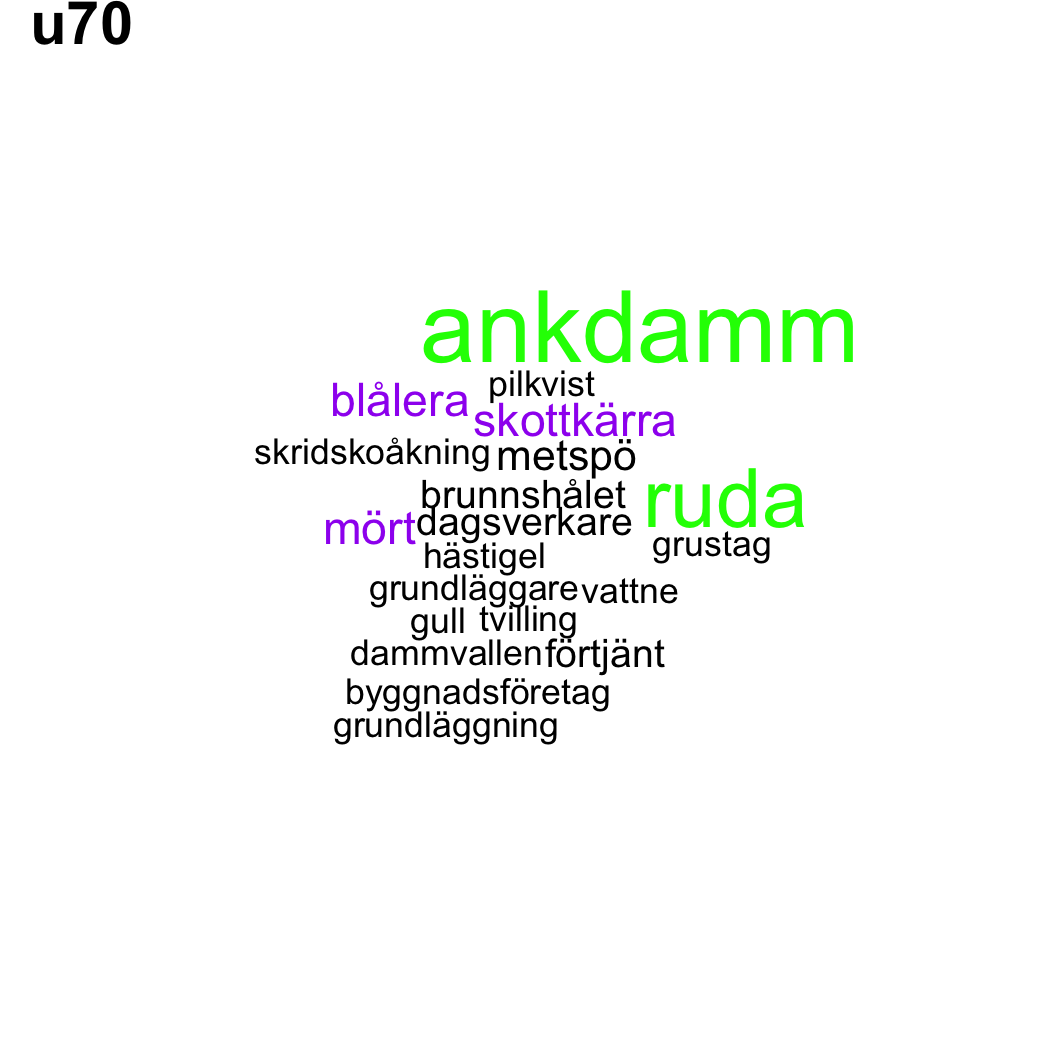 u70
ankdamm
pilkvist
blålera
skottkärra
skridskoåkning metspö
brunnshålet ruda
mört dagsverkare
grustag
hästigel
grundläggare vattne
gull tvilling
dammvallen förtjänt
byggnadsföretag
grundläggning